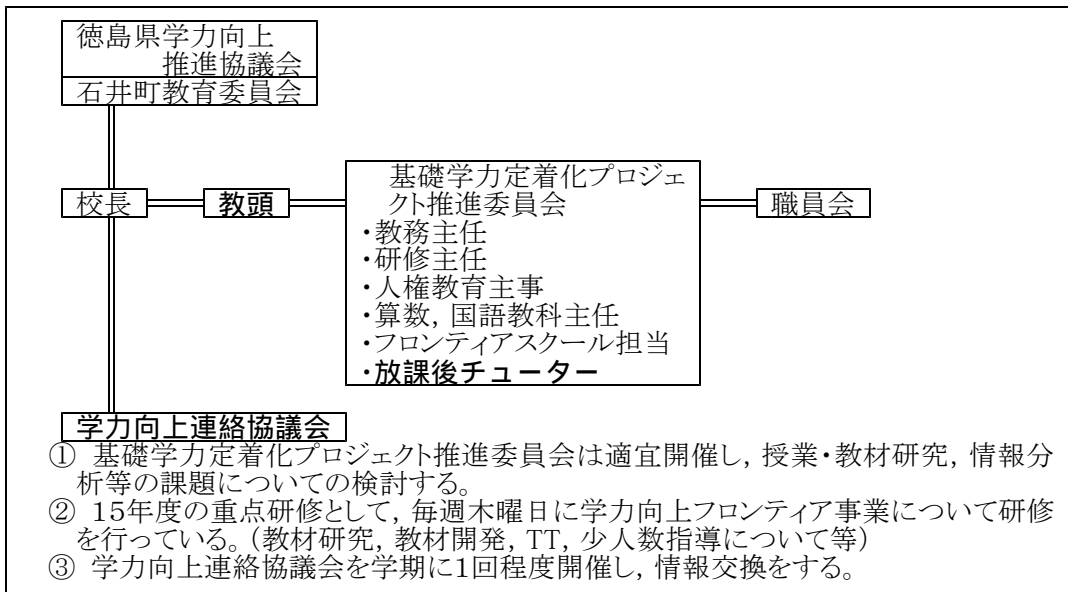 徳島県学力向上
推進協議会
石井町教育委員会
校長
教頭
基礎学力定着化プロジェ
クト推進委員会
・教務主任
・研修主任
・人権教育主事
・算数，国語教科主任
・フロンティアスクール担当
・放課後チューター
職員会
学力向上連絡協議会
① 基礎学力定着化プロジェクト推進委員会は適宜開催し，授業・教材研究，情報分
析等の課題についての検討する。
② 15年度の重点研修として，毎週木曜日に学力向上フロンティア事業について研修
を行っている。（教材研究，教材開発，TT，少人数指導について等）
③ 学力向上連絡協議会を学期に1回程度開催し，情報交換をする。